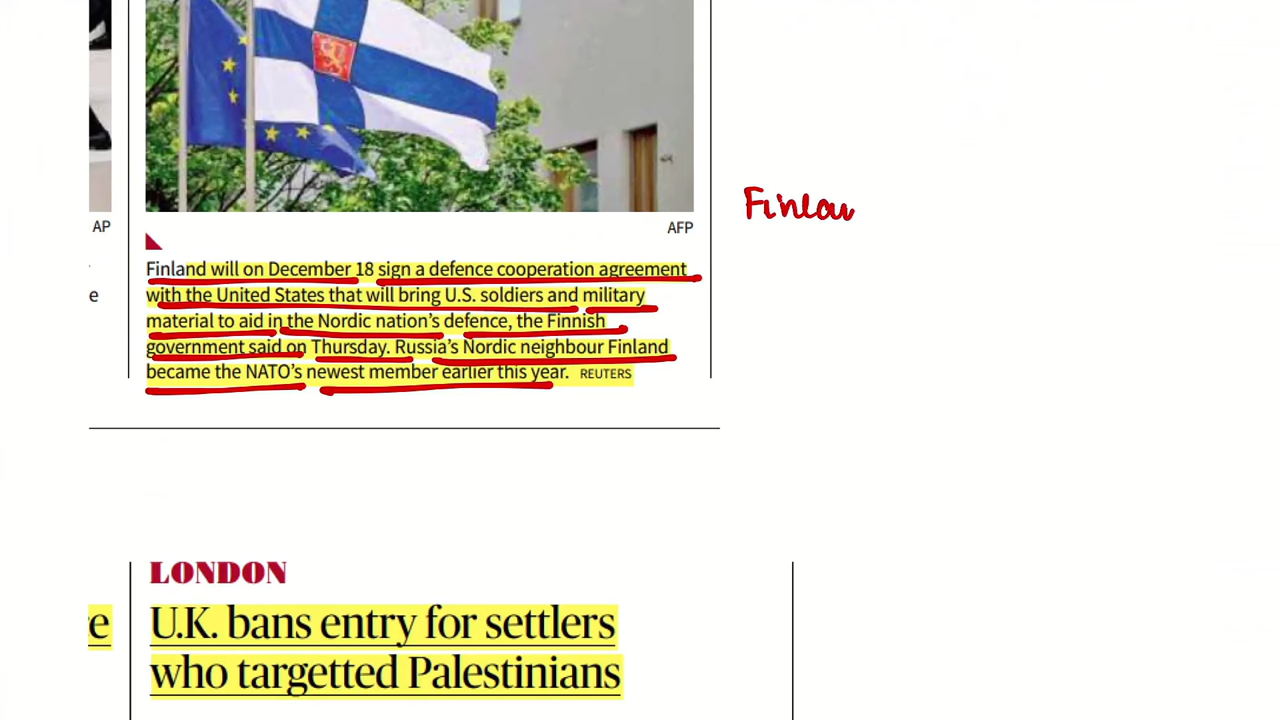 AP
AFP
e
Finland will on December 18 sign a defence cooperation agreement
with the United States that will bring U.S. soldiers and military
material to aid in the Nordic nation's defence, the Finnish
government said on Thursday. Russia's Nordic neighbour Finland
became the NATO's newest member earlier this year. REUTERS
Finlan
LONDON
U.K. bans entry for settlers
who targetted Palestinians